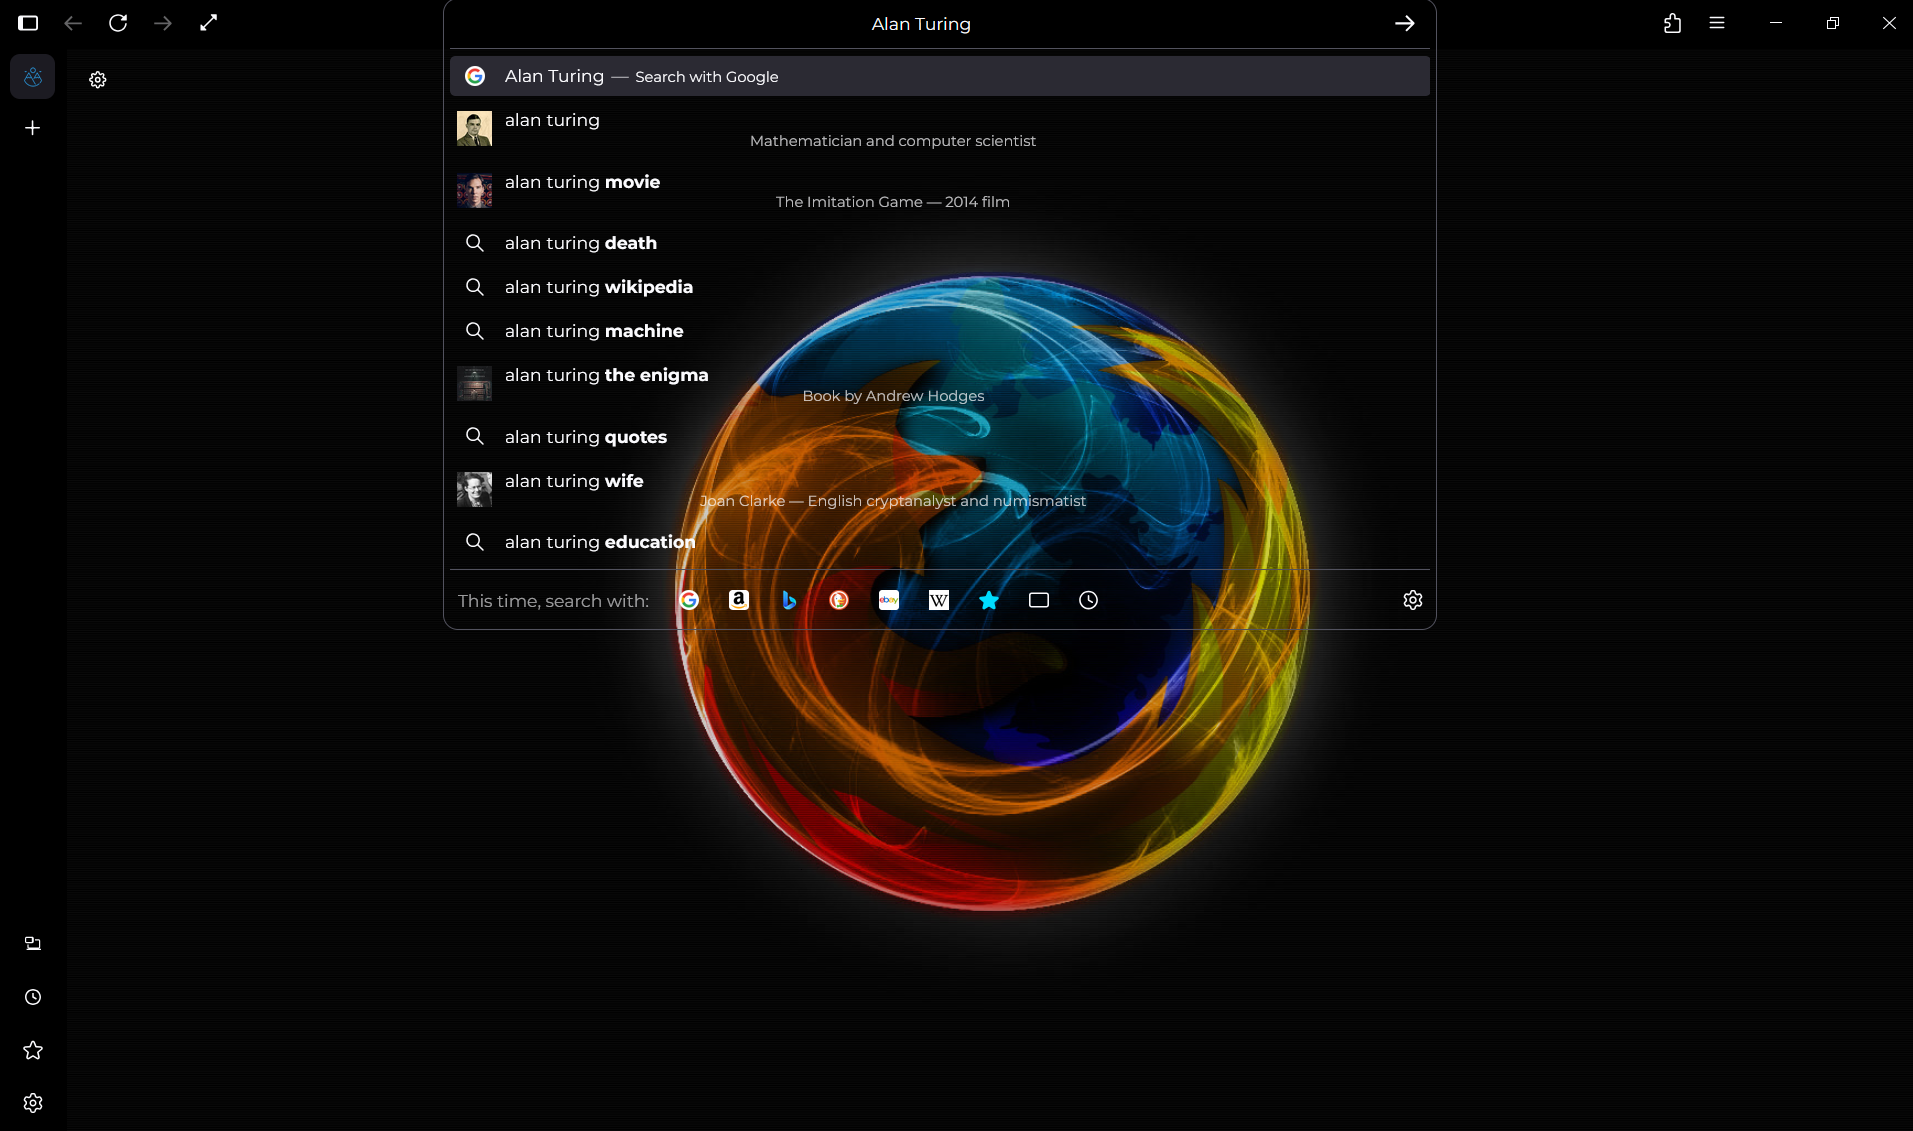 Alan Turing
Alan Turing — Search with Google
alan turing
Mathematician and computer scientist
alan turing movie
The Imitation Game — 2014 film
alan turing death
alan turing wikipedia
alan turing machine
alan turing the enigma
Book by Andrew Hodges
alan turing quotes
alan turing wife
Joan Clarke — English cryptanalyst and numismatist
alan turing education
This time, search with:
ebay
W